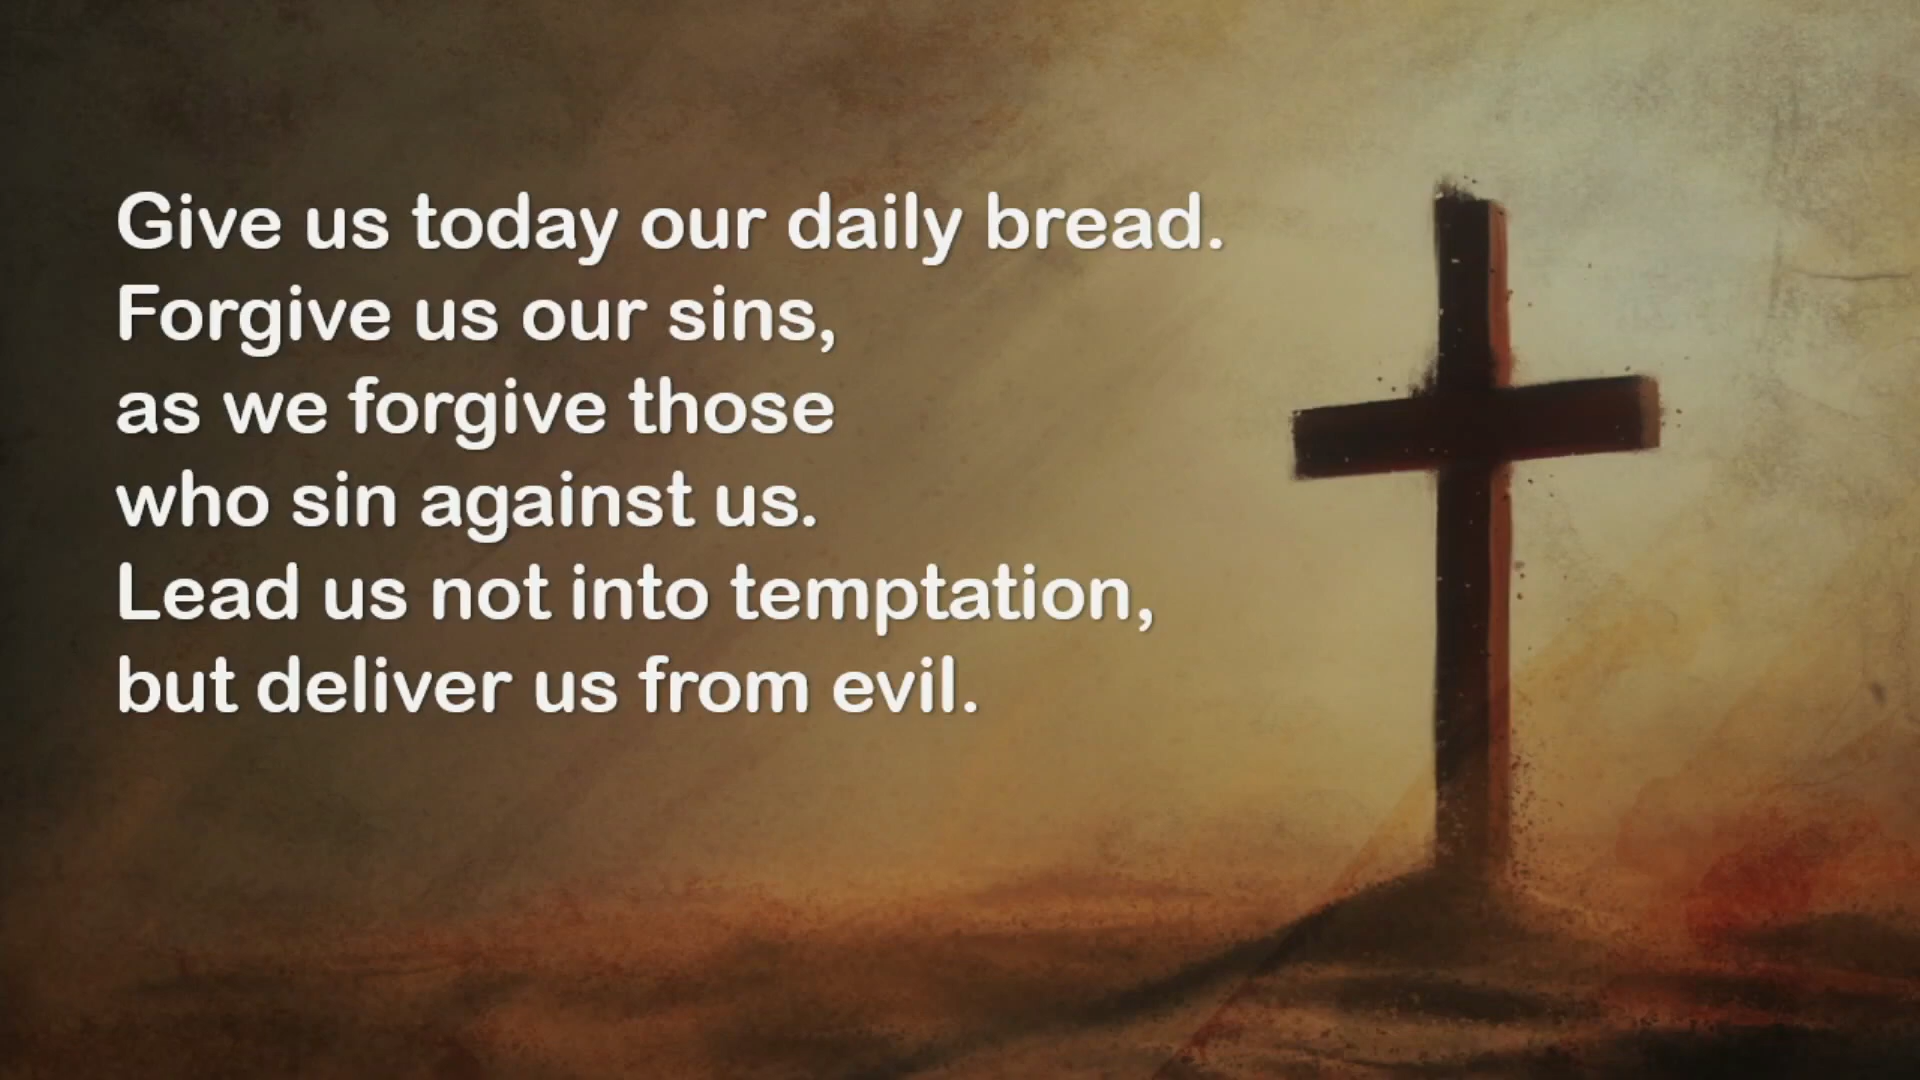 Give us today our daily bread.
Forgive us our sins,
as we forgive those
who sin against us.
Lead us not into temptation,
but deliver us from evil.